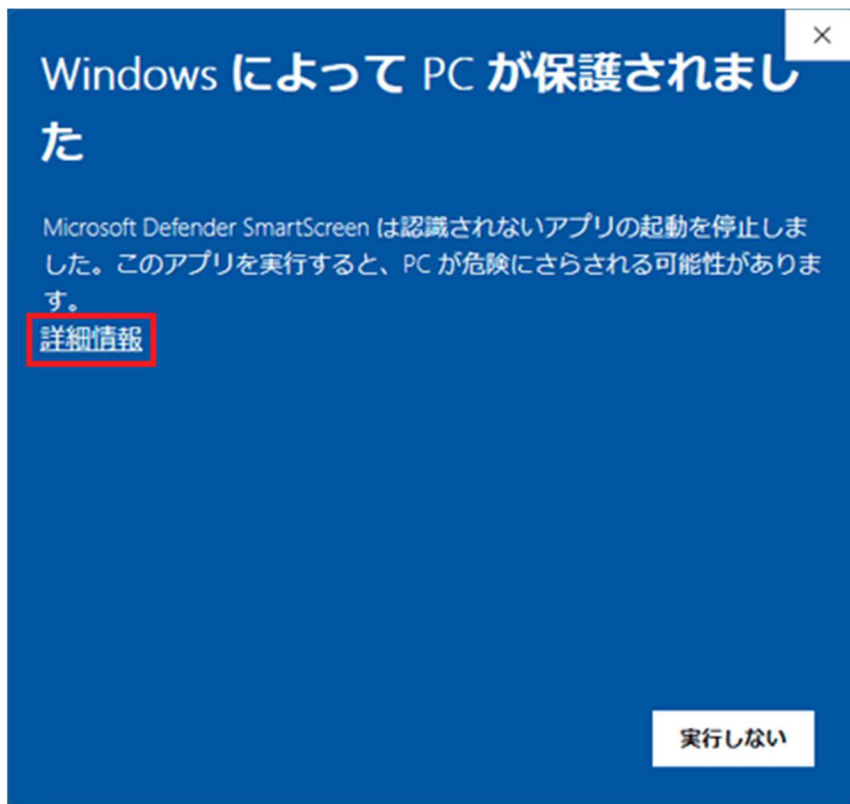 Windows によって PC が保護されまし
た
Microsoft Defender SmartScreen は認識されないアプリの起動を停止しま
した。このアプリを実行すると、PC が危険にさらされる可能性がありま
す。
詳細情報
実行しない